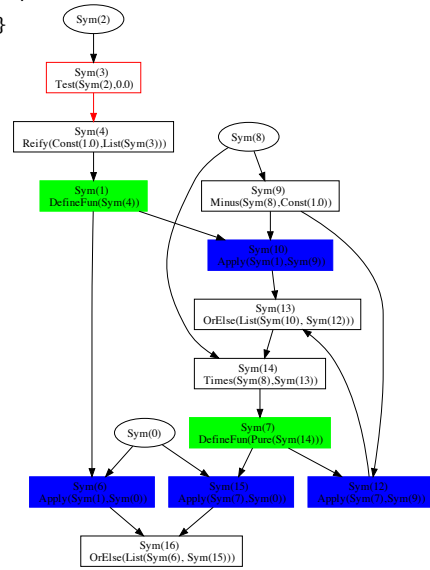 Sym(2)
}
Sym(3)
Test(Sym(2),0.0)
Sym(4)
Reify(Const(1.0),List(Sym(3)))
Sym(8)
Sym(1)
DefineFun(Sym(4))
Sym(9)
Minus(Sym(8),Const(1.0))
Sym(10)
Apply(Sym(1),Sym(9))
Sym(13)
OrElse(List(Sym(10), Sym(12)))
Sym(14)
Times(Sym(8),Sym(13))
Sym(0)
Sym(7)
DefineFun(Pure(Sym(14)))
Sym(6)
Apply(Sym(1),Sym(0))
Sym(15)
Apply(Sym(7),Sym(0))
Sym(12)
Apply(Sym(7),Sym(9))
Sym(16)
OrElse(List(Sym(6), Sym(15)))